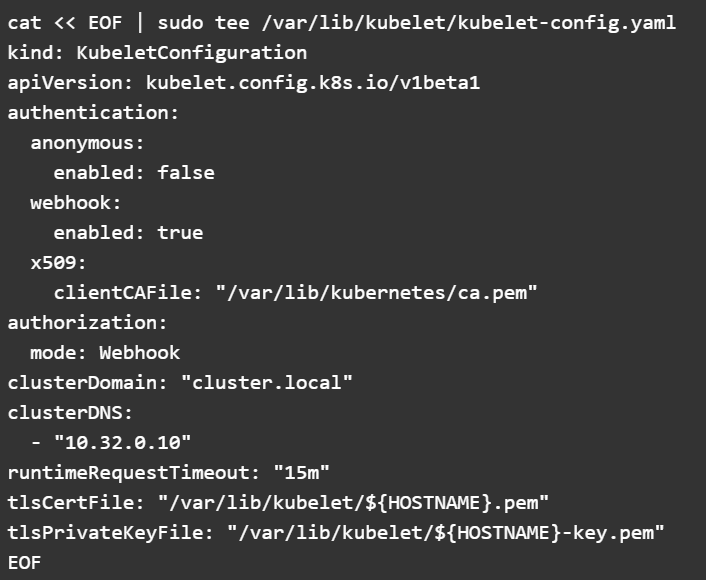 cat << EOF | sudo tee /var/lib/kubelet/kubelet-config.yaml
kind: KubeletConfiguration
apiVersion: kubelet.config.k8s.io/v1beta1
authentication:
  anonymous:
    enabled: false
  webhook:
    enabled: true
  x509:
    clientCAFile: "/var/lib/kubernetes/ca.pem"
authorization:
  mode: Webhook
clusterDomain: "cluster.local"
clusterDNS:
  - "10.32.0.10"
runtimeRequestTimeout: "15m"
tlsCertFile: "/var/lib/kubelet/${HOSTNAME}.pem"
tlsPrivateKeyFile: "/var/lib/kubelet/${HOSTNAME}-key.pem"
EOF